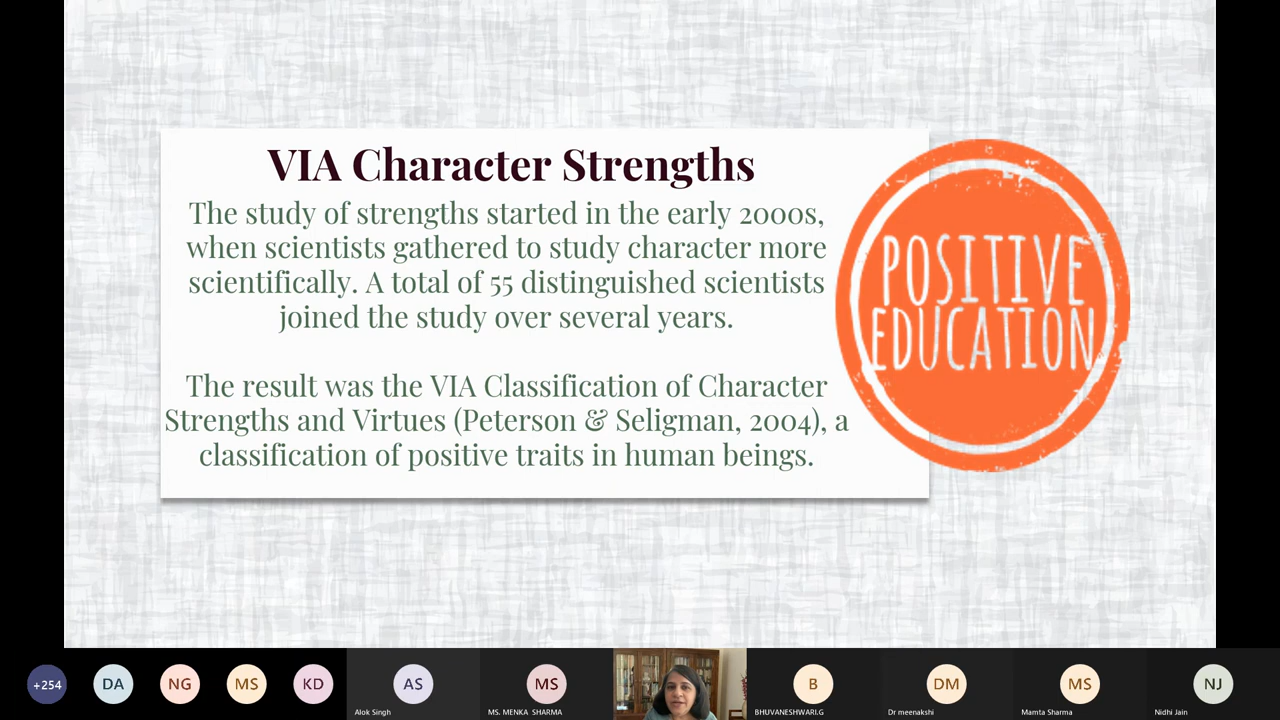 VIA Character Strengths
The study of strengths started in the early 2000s,
when scientists gathered to study character more
scientifically. A total of 55 distinguished scientists
joined the study over several years.
The result was the VIA Classification of Character
Strengths and Virtues (Peterson & Seligman, 2004), a
classification of positive traits in human beings.
POSITIVE
EDUCATION
+254
DA
NG
MS
KD
AS
Alok Singh
MS
MS. MENKA SHARMA
B
BHUVANESHWARI.G
DM
Dr meenakshi
MS
Mamta Sharma
NJ
Nidhi Jain